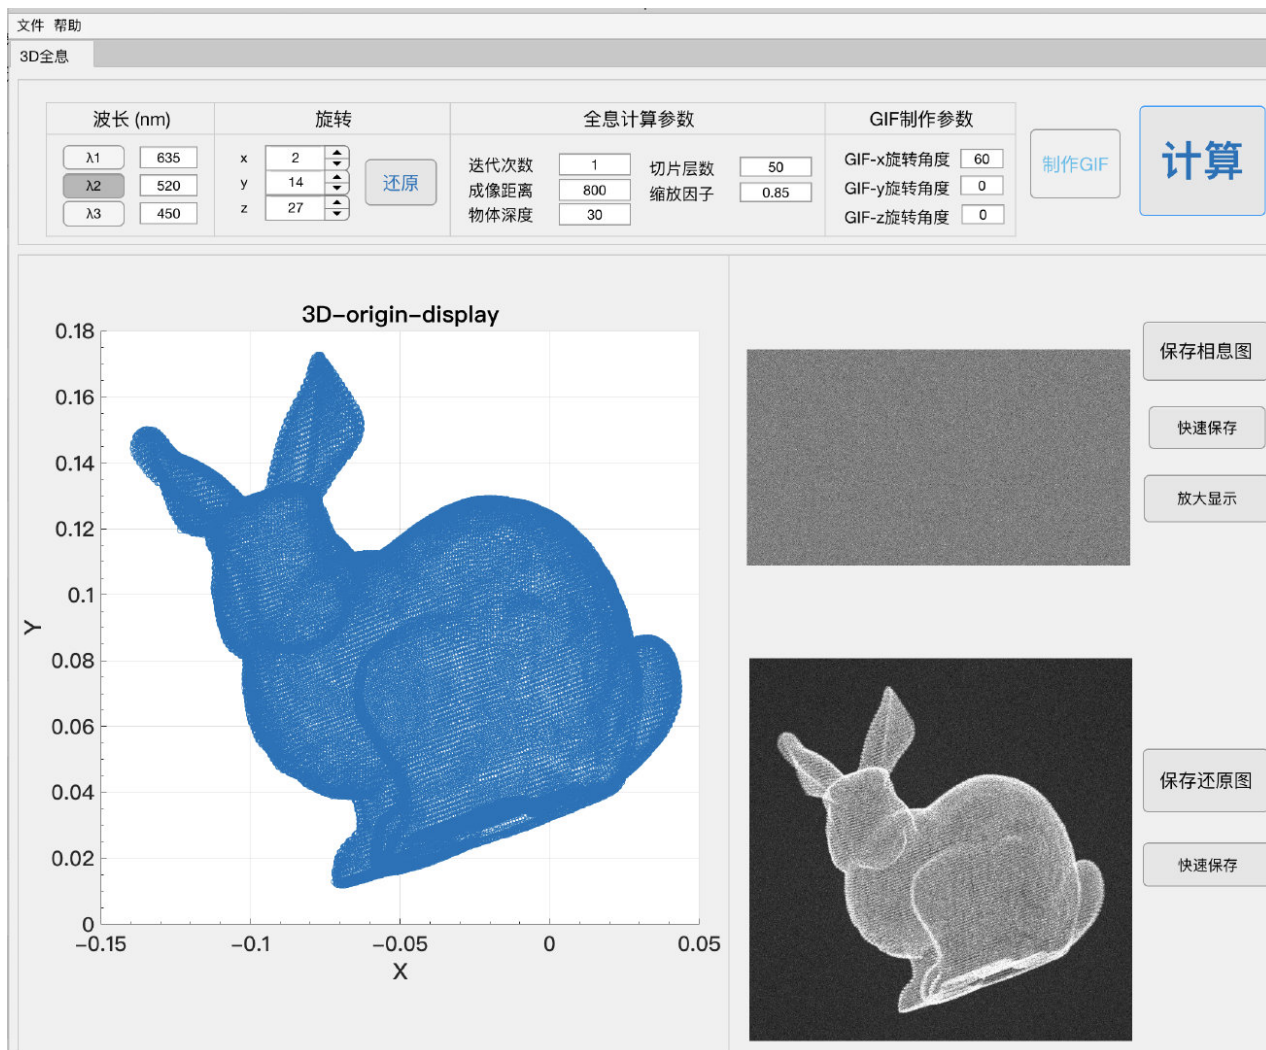 文件 帮助
3D全息
波长 (nm)
λ1 635
λ2 520
λ3 450
旋转
x 2
y 14
z 27
还原
全息计算参数
迭代次数 1 切片层数 50
成像距离 800 缩放因子 0.85
物体深度 30
GIF制作参数
GIF-x旋转角度 60
GIF-y旋转角度 0
GIF-z旋转角度 0
制作GIF
计算
3D-origin-display
0.18
0.16
0.14
0.12
0.1
0.08
0.06
0.04
0.02
0
Y
-0.15 -0.1 -0.05 0 0.05
X
保存相息图
快速保存
放大显示
保存还原图
快速保存